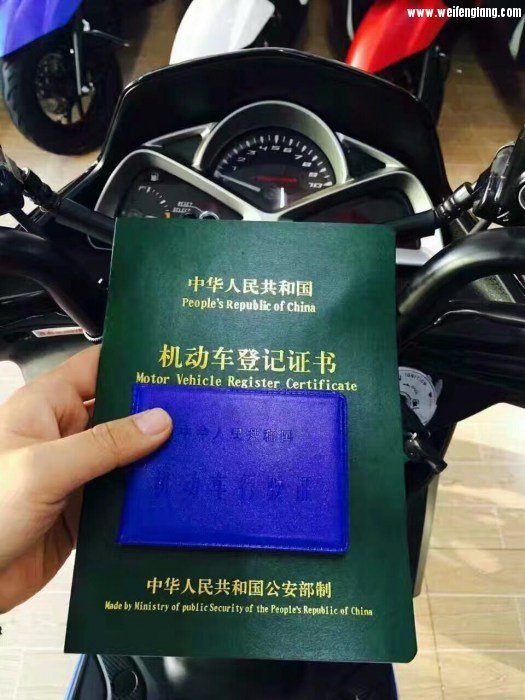 www.weifengtang.com
中华人民共和国
People's Republic of China
机动车登记证书
Motor Vehicle Register Certificate
中华人民共和国
机动车行驶证
中华人民共和国公安部制
Made by Ministry of public Security of the People's Republic of China